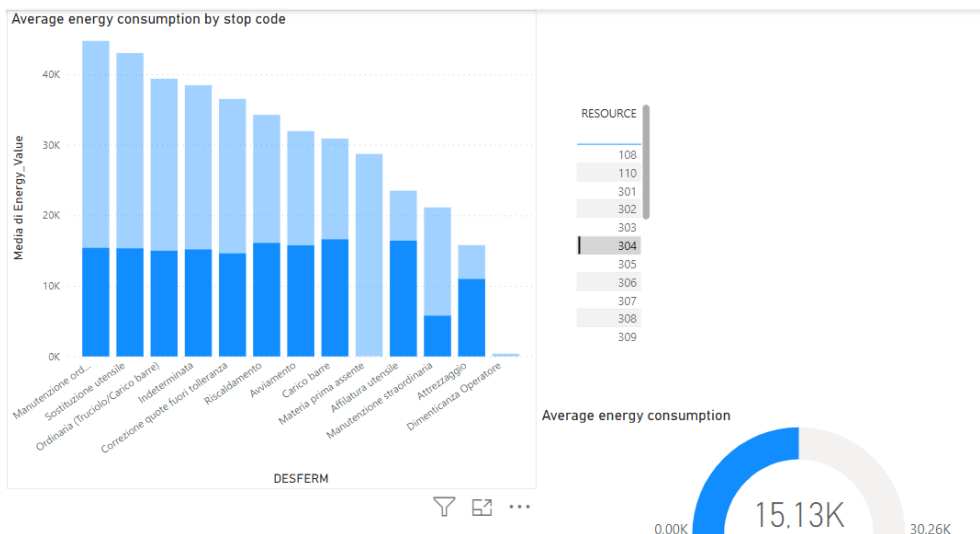 Average energy consumption by stop code
Media di Energy_Value
40K
30K
20K
10K
0K
Manutenzione ord...
Sostituzione utensile
Ordinaria (Truciolo/Carico barre)
Indeterminata
Correzione quote fuori tolleranza
Riscaldamento
Avviamento
Carico barre
Materia prima assente
Affilatura utensile
Manutenzione straordinaria
Attrezzaggio
Dimenticanza Operatore
DESFERM
RESOURCE
108
110
301
302
303
304
305
306
307
308
309
Average energy consumption
15,13K
0.00K
30.26K